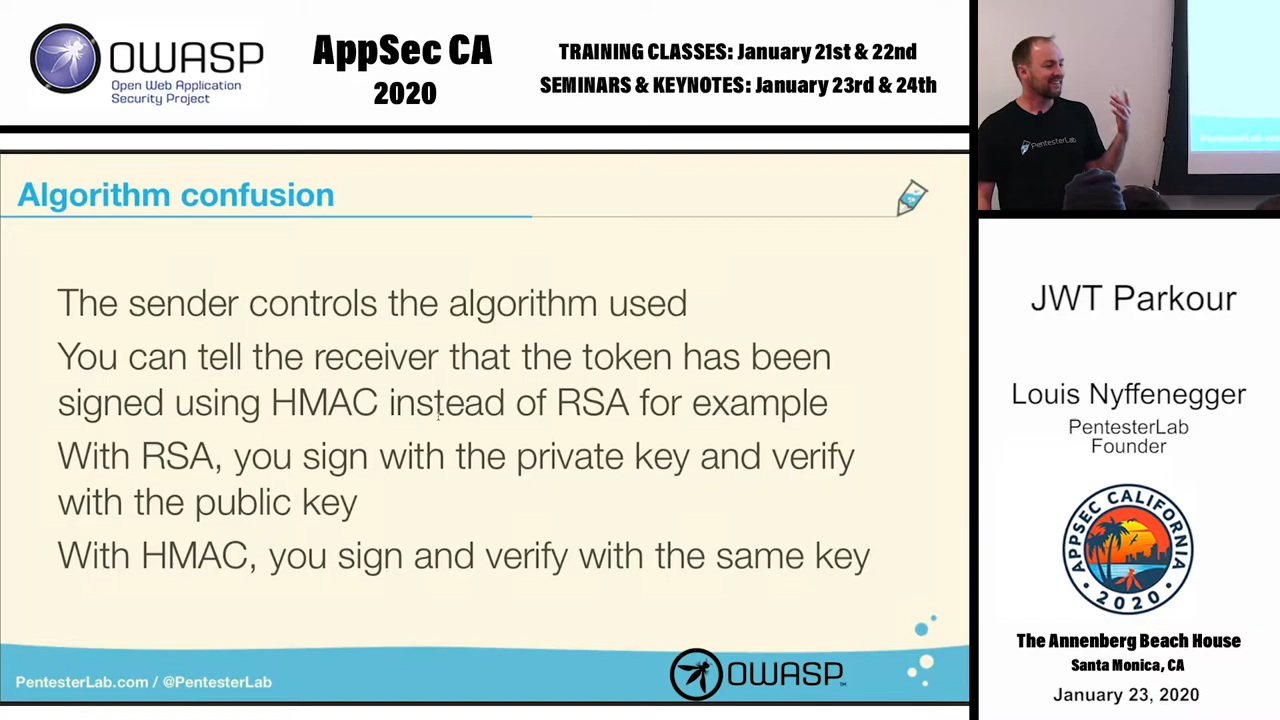 OWASP
Open Web Application
Security Project
AppSec CA
2020
TRAINING CLASSES: January 21st & 22nd
SEMINARS & KEYNOTES: January 23rd & 24th
PentesterLab
Algorithm confusion
The sender controls the algorithm used
You can tell the receiver that the token has been
signed using HMAC instead of RSA for example
With RSA, you sign with the private key and verify
with the public key
With HMAC, you sign and verify with the same key
PentesterLab.com / @PentesterLab
OWASP
JWT Parkour
Louis Nyffenegger
PentesterLab
Founder
APPSEC CALIFORNIA
2020
The Annenberg Beach House
Santa Monica, CA
January 23, 2020